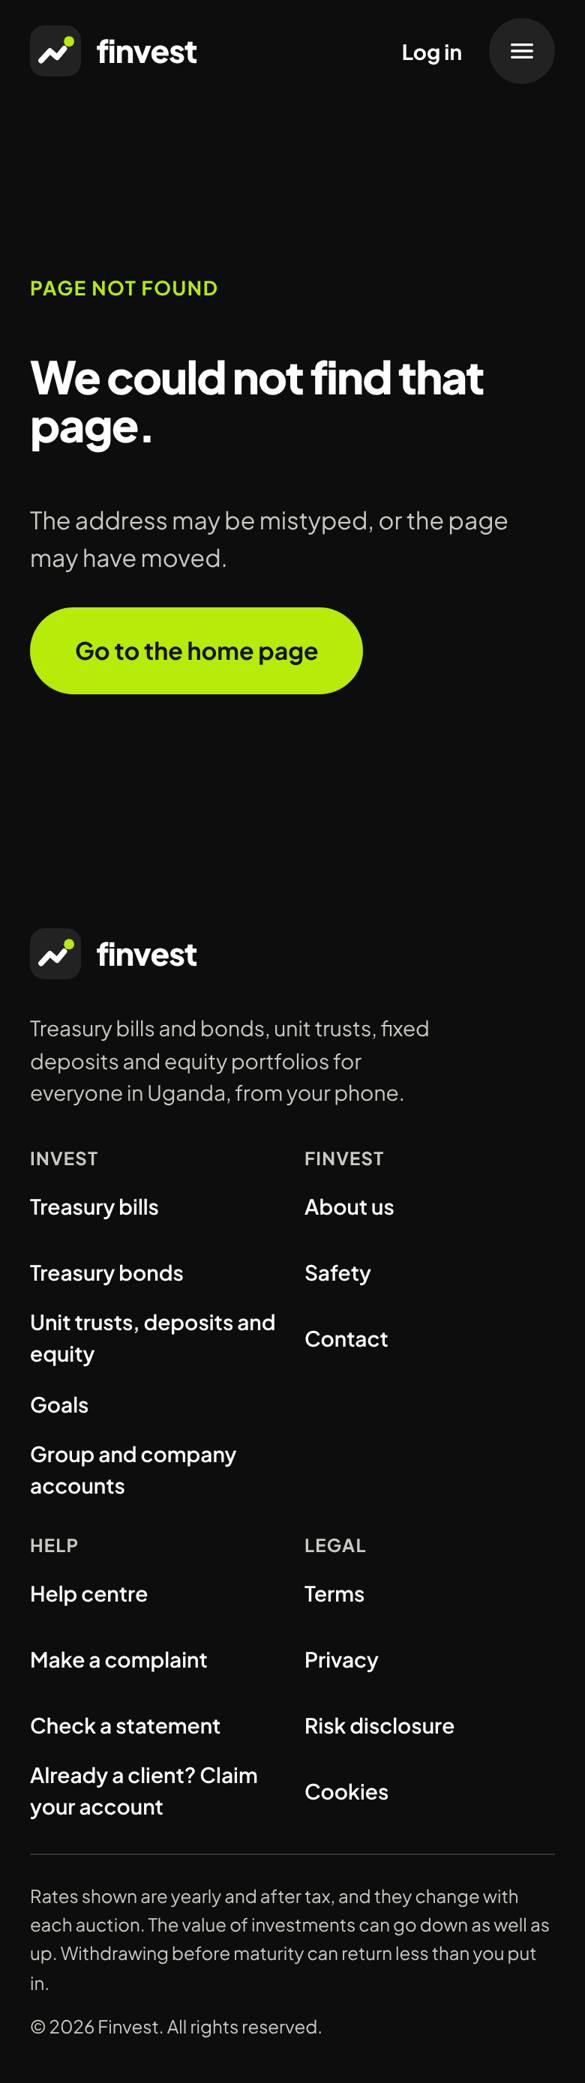 finvest
Log in
PAGE NOT FOUND
We could not find that
page.
The address may be mistyped, or the page
may have moved.
Go to the home page
finvest
Treasury bills and bonds, unit trusts, fixed
deposits and equity portfolios for
everyone in Uganda, from your phone.
INVEST
Treasury bills
Treasury bonds
Unit trusts, deposits and
equity
Goals
Group and company
accounts
FINVEST
About us
Safety
Contact
HELP
Help centre
Make a complaint
Check a statement
Already a client? Claim
your account
LEGAL
Terms
Privacy
Risk disclosure
Cookies
Rates shown are yearly and after tax, and they change with
each auction. The value of investments can go down as well as
up. Withdrawing before maturity can return less than you put
in.
© 2026 Finvest. All rights reserved.